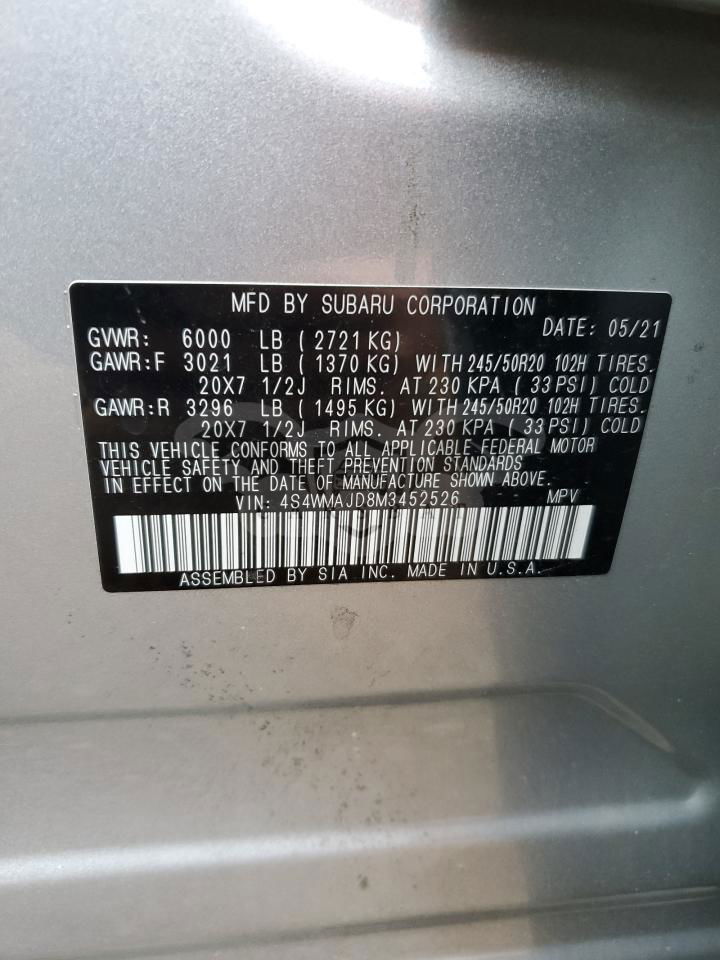 MFD BY SUBARU CORPORATION
DATE: 05/21
GVWR: 6000 LB ( 2721 KG)
GAWR:F 3021 LB ( 1370 KG) WITH 245/50R20 102H TIRES.
20X7 1/2J RIMS. AT 230 KPA ( 33 PSI) COLD
GAWR:R 3296 LB ( 1495 KG) WITH 245/50R20 102H TIRES.
20X7 1/2J RIMS. AT 230 KPA ( 33 PSI) COLD
THIS VEHICLE CONFORMS TO ALL APPLICABLE FEDERAL MOTOR
VEHICLE SAFETY AND THEFT PREVENTION STANDARDS
IN EFFECT ON THE DATE OF MANUFACTURE SHOWN ABOVE.
VIN: 4S4WMAJD8M3452526 MPV
ASSEMBLED BY SIA INC. MADE IN U.S.A.